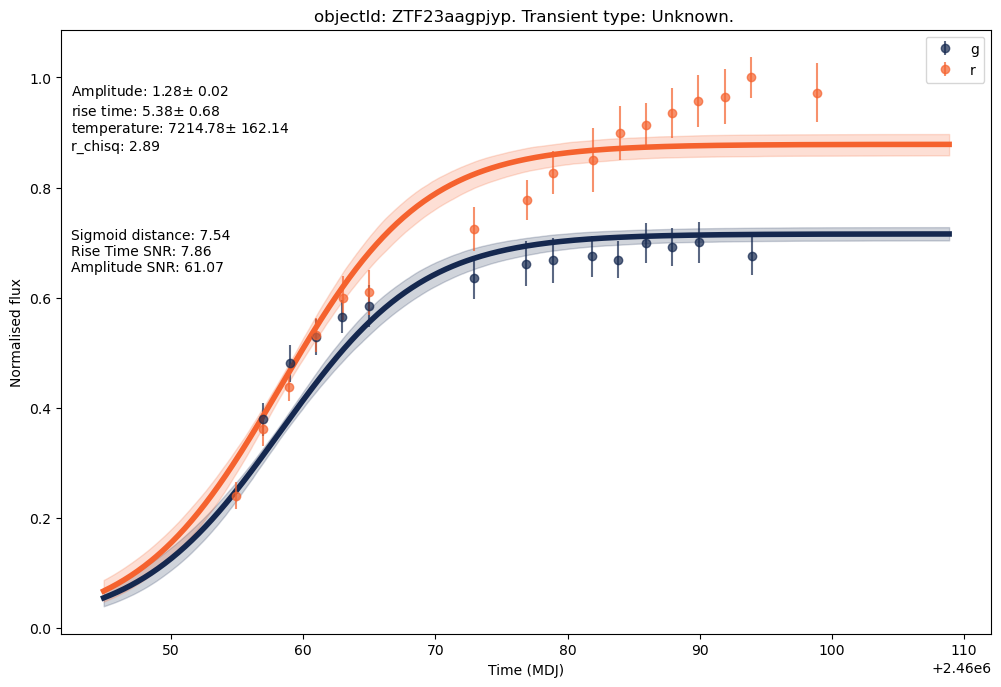 objectId: ZTF23aagpjyp. Transient type: Unknown.
g
r
Amplitude: 1.28± 0.02
rise time: 5.38± 0.68
temperature: 7214.78± 162.14
r_chisq: 2.89
Sigmoid distance: 7.54
Rise Time SNR: 7.86
Amplitude SNR: 61.07
Normalised flux
1.0
0.8
0.6
0.4
0.2
0.0
50 60 70 80 90 100 110
+2.46e6
Time (MDJ)